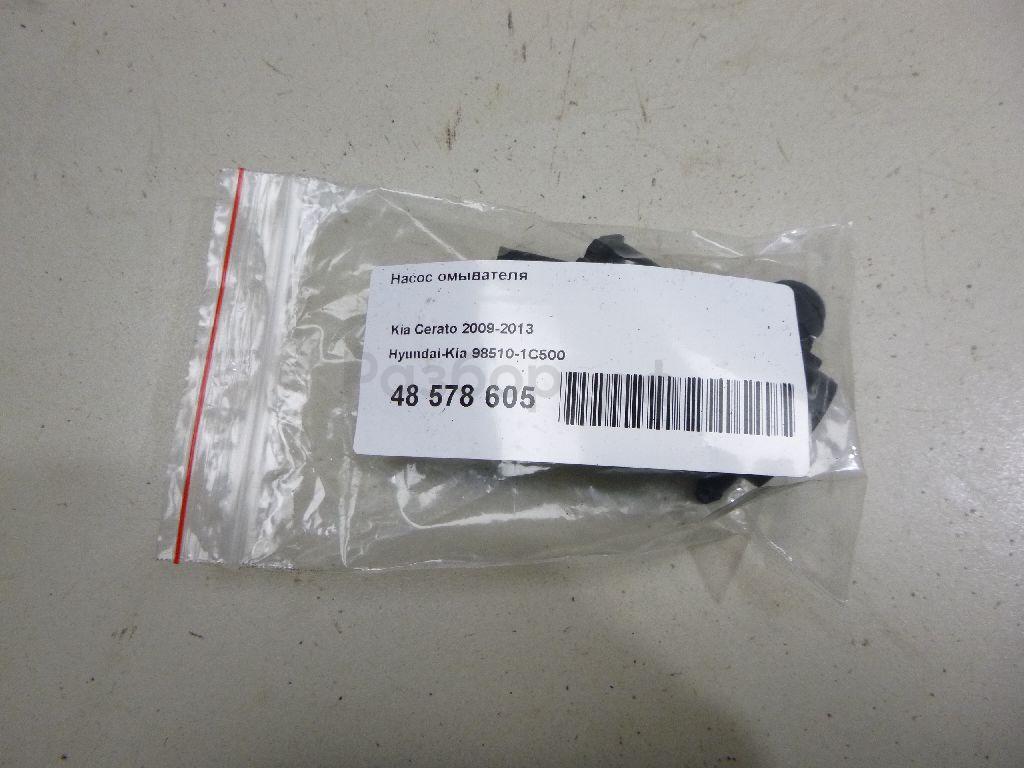 Насос омывателя
Kia Cerato 2009-2013
Hyundai-Kia 98510-1C500
48 578 605